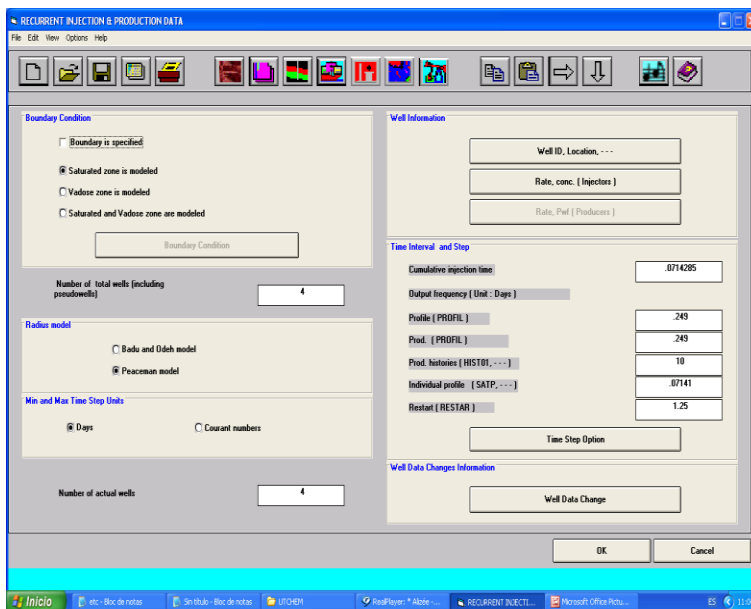 RECURRENT INJECTION & PRODUCTION DATA
File Edit View Options Help
Boundary Condition
Boundary is specified
Saturated zone is modeled
Vadose zone is modeled
Saturated and Vadose zone are modeled
Boundary Condition
Number of total wells (including
pseudowells)
4
Radius model
Badu and Odeh model
Peaceman model
Min and Max Time Step Units
Days
Courant numbers
Number of actual wells
4
Well Information
Well ID, Location, - - -
Rate, conc. ( Injectors )
Rate, Pwf ( Producers )
Time Interval and Step
Cumulative injection time
.0714285
Output frequency ( Unit : Days )
Profile ( PROFIL )
.249
Prod. ( PROFIL )
.249
Prod. histories ( HIST01, - - - )
10
Individual profile ( SATP, - - - )
.07141
Restart ( RESTAR )
1.25
Time Step Option
Well Data Changes Information
Well Data Change
OK
Cancel
Inicio
etc - Bloc de notas
Sin título - Bloc de notas
UTCHEM
RealPlayer: * Alizée -...
RECURRENT INJECTI...
Microsoft Office Pictu...
ES